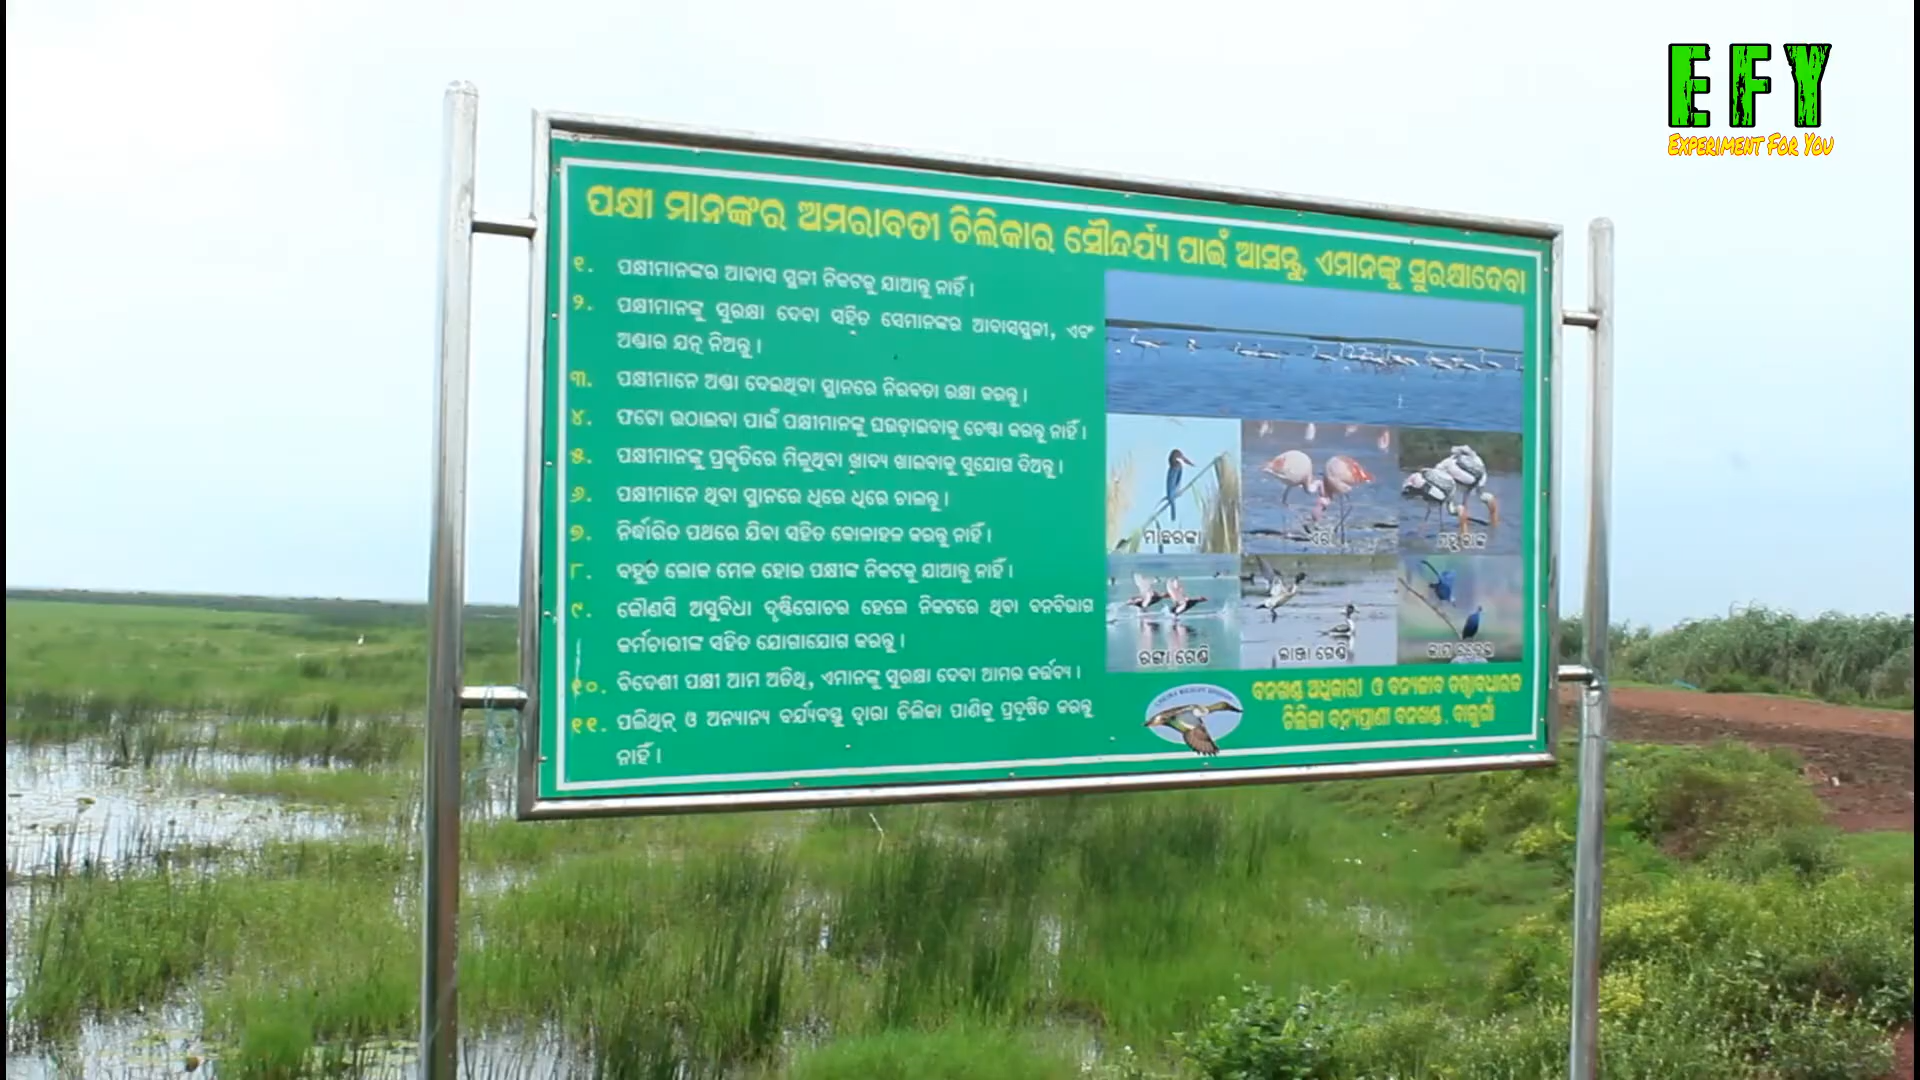 EFY
EXPERIMENT FOR YOU
ପକ୍ଷୀ ମାନଙ୍କର ଅମରାବତୀ ଚିଲିକାର ସୌନ୍ଦର୍ଯ୍ୟ ପାଇଁ ଆସନ୍ତୁ, ଏମାନଙ୍କୁ ସୁରକ୍ଷାଦେବା
୧. ପକ୍ଷୀମାନଙ୍କର ଆବାସ ସ୍ଥଳୀ ନିକଟକୁ ଯାଆନ୍ତୁ ନାହିଁ ।
୨. ପକ୍ଷୀମାନଙ୍କୁ ସୁରକ୍ଷା ଦେବା ସହିତ ସେମାନଙ୍କର ଆବାସସ୍ଥଳୀ, ଏବଂ
ଅଣ୍ଡାର ଯତ୍ନ ନିଅନ୍ତୁ ।
୩. ପକ୍ଷୀମାନେ ଅଣ୍ଡା ଦେଇଥିବା ସ୍ଥାନରେ ନିରବତା ରକ୍ଷା କରନ୍ତୁ ।
୪. ଫଟୋ ଉଠାଇବା ପାଇଁ ପକ୍ଷୀମାନଙ୍କୁ ଘଉଡ଼ାଇବାକୁ ଚେଷ୍ଟା କରନ୍ତୁ ନାହିଁ ।
୫. ପକ୍ଷୀମାନଙ୍କୁ ପ୍ରକୃତିରେ ମିଳୁଥିବା ଖାଦ୍ୟ ଖାଇବାକୁ ସୁଯୋଗ ଦିଅନ୍ତୁ ।
୬. ପକ୍ଷୀମାନେ ଥିବା ସ୍ଥାନରେ ଧିରେ ଧିରେ ଚାଲନ୍ତୁ ।
୭. ନିର୍ଦ୍ଧାରିତ ପଥରେ ଯିବା ସହିତ କୋଳାହଳ କରନ୍ତୁ ନାହିଁ ।
୮. ବହୁତ ଲୋକ ମେଳ ହୋଇ ପକ୍ଷୀଙ୍କ ନିକଟକୁ ଯାଆନ୍ତୁ ନାହିଁ ।
୯. କୌଣସି ଅସୁବିଧା ଦୃଷ୍ଟିଗୋଚର ହେଲେ ନିକଟରେ ଥିବା ବନବିଭାଗ
କର୍ମଚାରୀଙ୍କ ସହିତ ଯୋଗାଯୋଗ କରନ୍ତୁ ।
୧୦. ବିଦେଶୀ ପକ୍ଷୀ ଆମ ଅତିଥି, ଏମାନଙ୍କୁ ସୁରକ୍ଷା ଦେବା ଆମର କର୍ତ୍ତବ୍ୟ ।
୧୧. ପଲିଥିନ୍ ଓ ଅନ୍ୟାନ୍ୟ ବର୍ଯ୍ୟବସ୍ତୁ ଦ୍ୱାରା ଚିଲିକା ପାଣିକୁ ପ୍ରଦୂଷିତ କରନ୍ତୁ
ନାହିଁ ।
ମାଛରଙ୍କା
ରଙ୍ଗା ଗେଣ୍ଡି
ଲାଞ୍ଜା ଗେଣ୍ଡି
ବନଖଣ୍ଡ ଅଧିକାରୀ ଓ ବନ୍ୟଜୀବ ତତ୍ତ୍ୱାବଧାରକ
ଚିଲିକା ବନ୍ୟପ୍ରାଣୀ ବନଖଣ୍ଡ, ବାଲୁଗାଁ